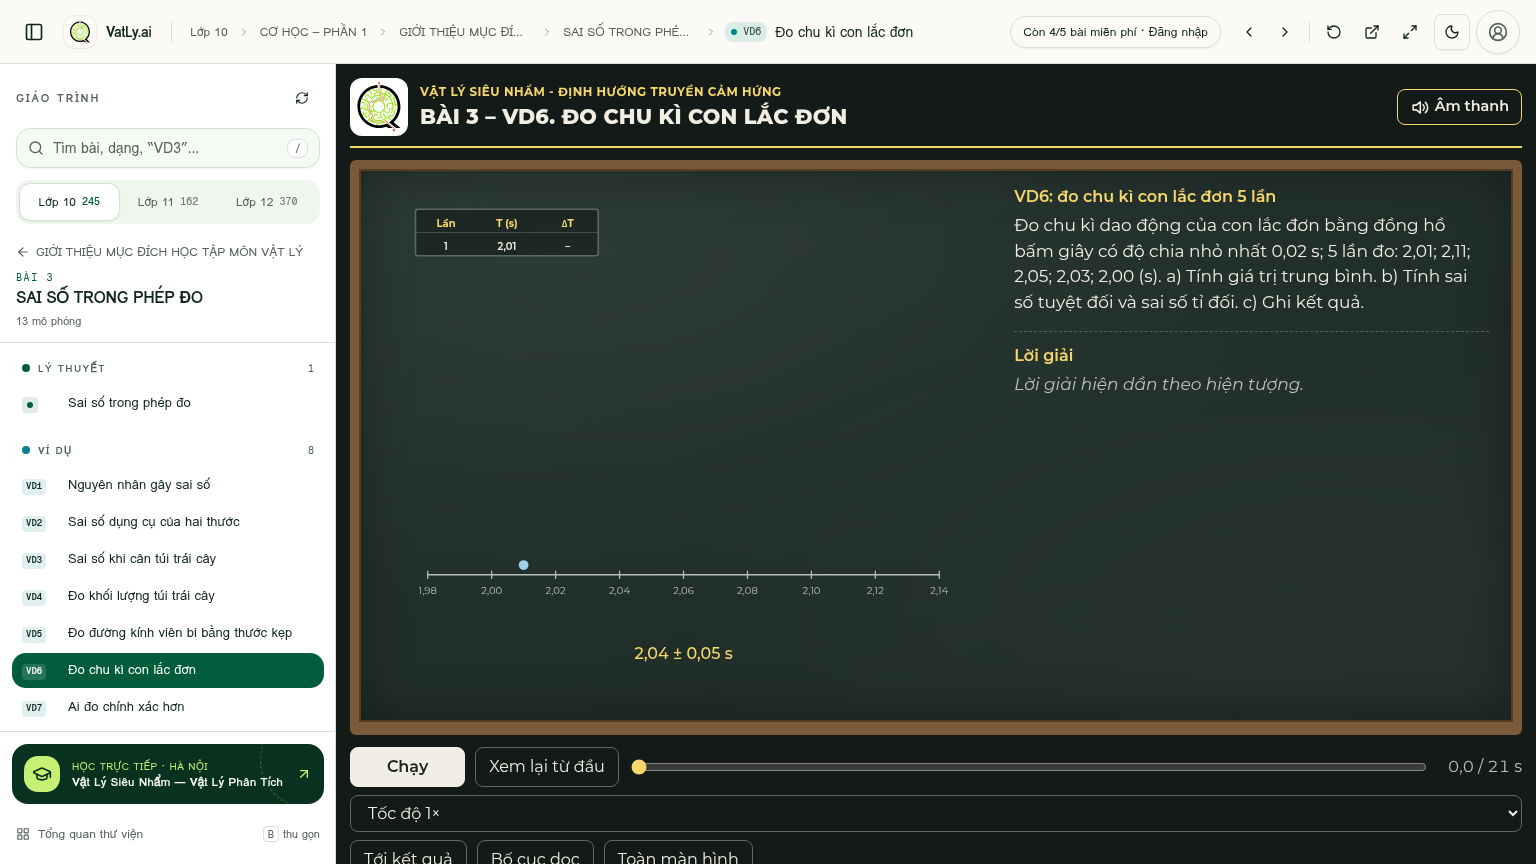 VatLy.ai
Lớp 10
CƠ HỌC – PHẦN 1
GIỚI THIỆU MỤC ĐÍ...
SAI SỐ TRONG PHÉ...
VD6 Đo chu kì con lắc đơn
Còn 4/5 bài miễn phí · Đăng nhập
GIÁO TRÌNH
Tìm bài, dạng, "VD3"...
/
Lớp 10 245
Lớp 11 162
Lớp 12 370
GIỚI THIỆU MỤC ĐÍCH HỌC TẬP MÔN VẬT LÝ
BÀI 3
SAI SỐ TRONG PHÉP ĐO
13 mô phỏng
LÝ THUYẾT 1
Sai số trong phép đo
VÍ DỤ 8
VD1 Nguyên nhân gây sai số
VD2 Sai số dụng cụ của hai thước
VD3 Sai số khi cân túi trái cây
VD4 Đo khối lượng túi trái cây
VD5 Đo đường kính viên bi bằng thước kẹp
VD6 Đo chu kì con lắc đơn
VD7 Ai đo chính xác hơn
HỌC TRỰC TIẾP · HÀ NỘI
Vật Lý Siêu Nhẩm — Vật Lý Phân Tích
Tổng quan thư viện
B thu gọn
VẬT LÝ SIÊU NHẨM - ĐỊNH HƯỚNG TRUYỀN CẢM HỨNG
BÀI 3 – VD6. ĐO CHU KÌ CON LẮC ĐƠN
Âm thanh
Lần T (s) ΔT
1 2,01 –
1,98 2,00 2,02 2,04 2,06 2,08 2,10 2,12 2,14
2,04 ± 0,05 s
VD6: đo chu kì con lắc đơn 5 lần
Đo chu kì dao động của con lắc đơn bằng đồng hồ
bấm giây có độ chia nhỏ nhất 0,02 s; 5 lần đo: 2,01; 2,11;
2,05; 2,03; 2,00 (s). a) Tính giá trị trung bình. b) Tính sai
số tuyệt đối và sai số tỉ đối. c) Ghi kết quả.
Lời giải
Lời giải hiện dần theo hiện tượng.
Chạy
Xem lại từ đầu
0,0 / 21 s
Tốc độ 1×
Tới kết quả
Bố cục dọc
Toàn màn hình